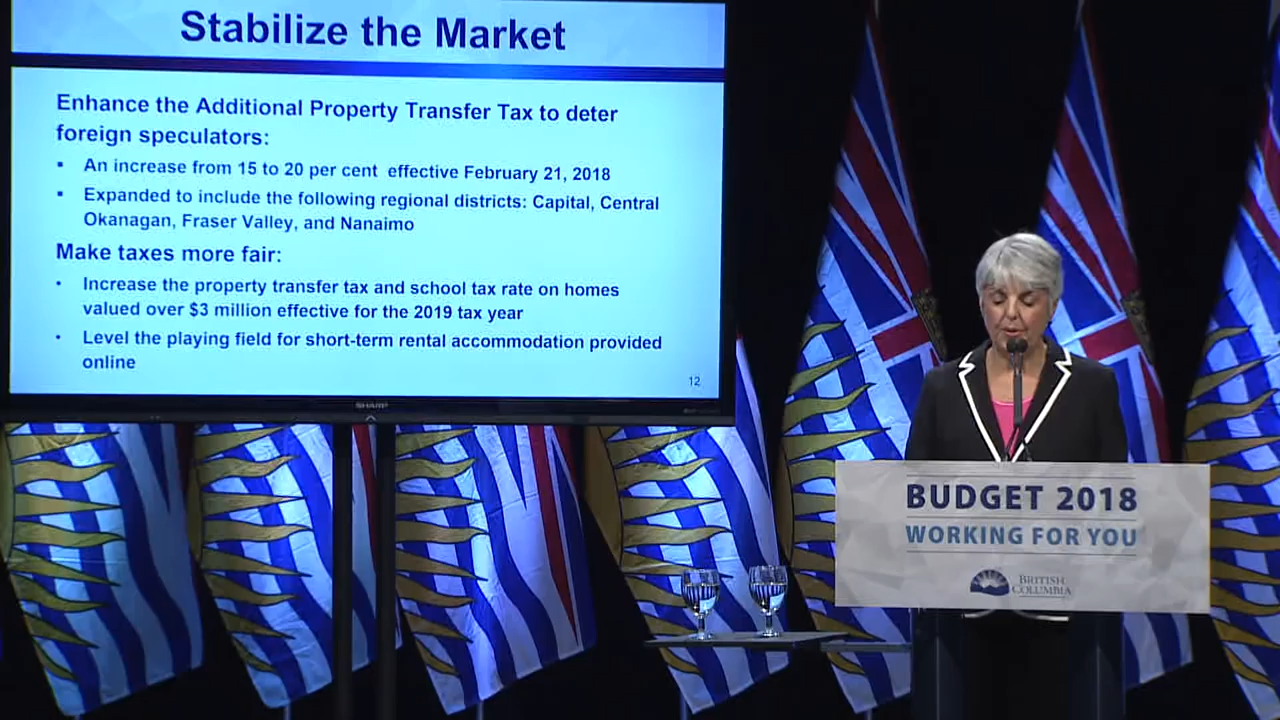 Stabilize the Market
Enhance the Additional Property Transfer Tax to deter
foreign speculators:
▪ An increase from 15 to 20 per cent effective February 21, 2018
▪ Expanded to include the following regional districts: Capital, Central
Okanagan, Fraser Valley, and Nanaimo
Make taxes more fair:
• Increase the property transfer tax and school tax rate on homes
valued over $3 million effective for the 2019 tax year
• Level the playing field for short-term rental accommodation provided
online
12
SHARP
BUDGET 2018
WORKING FOR YOU
BRITISH
COLUMBIA